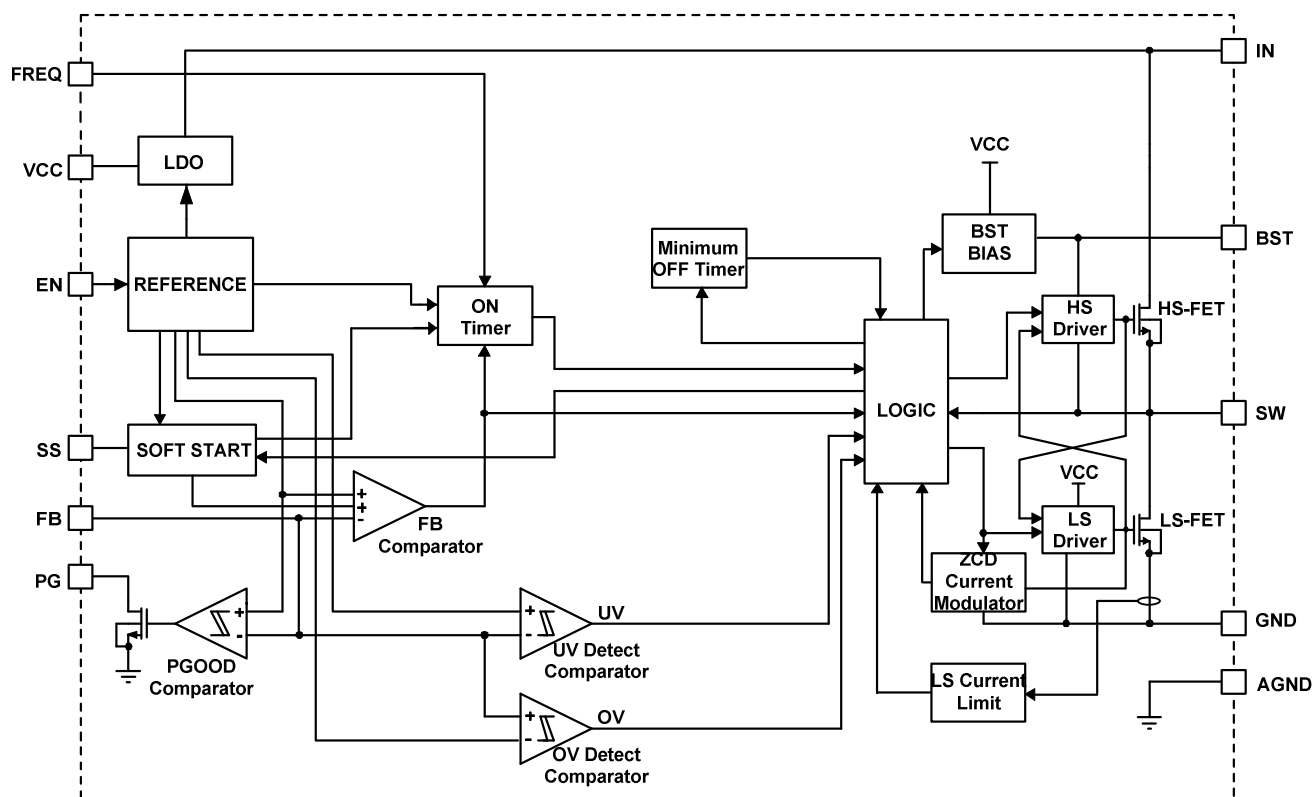 IN
FREQ
LDO
VCC
VCC
BST
BIAS
BST
Minimum
OFF Timer
REFERENCE
EN
ON
Timer
HS
Driver
HS-FET
LOGIC
SW
SOFT START
SS
VCC
+
+
-
FB
Comparator
FB
LS
Driver
LS-FET
ZCD
Current
Modulator
PG
+
-
PGOOD
Comparator
+
-
UV
UV Detect
Comparator
GND
LS Current
Limit
AGND
+
-
OV
OV Detect
Comparator